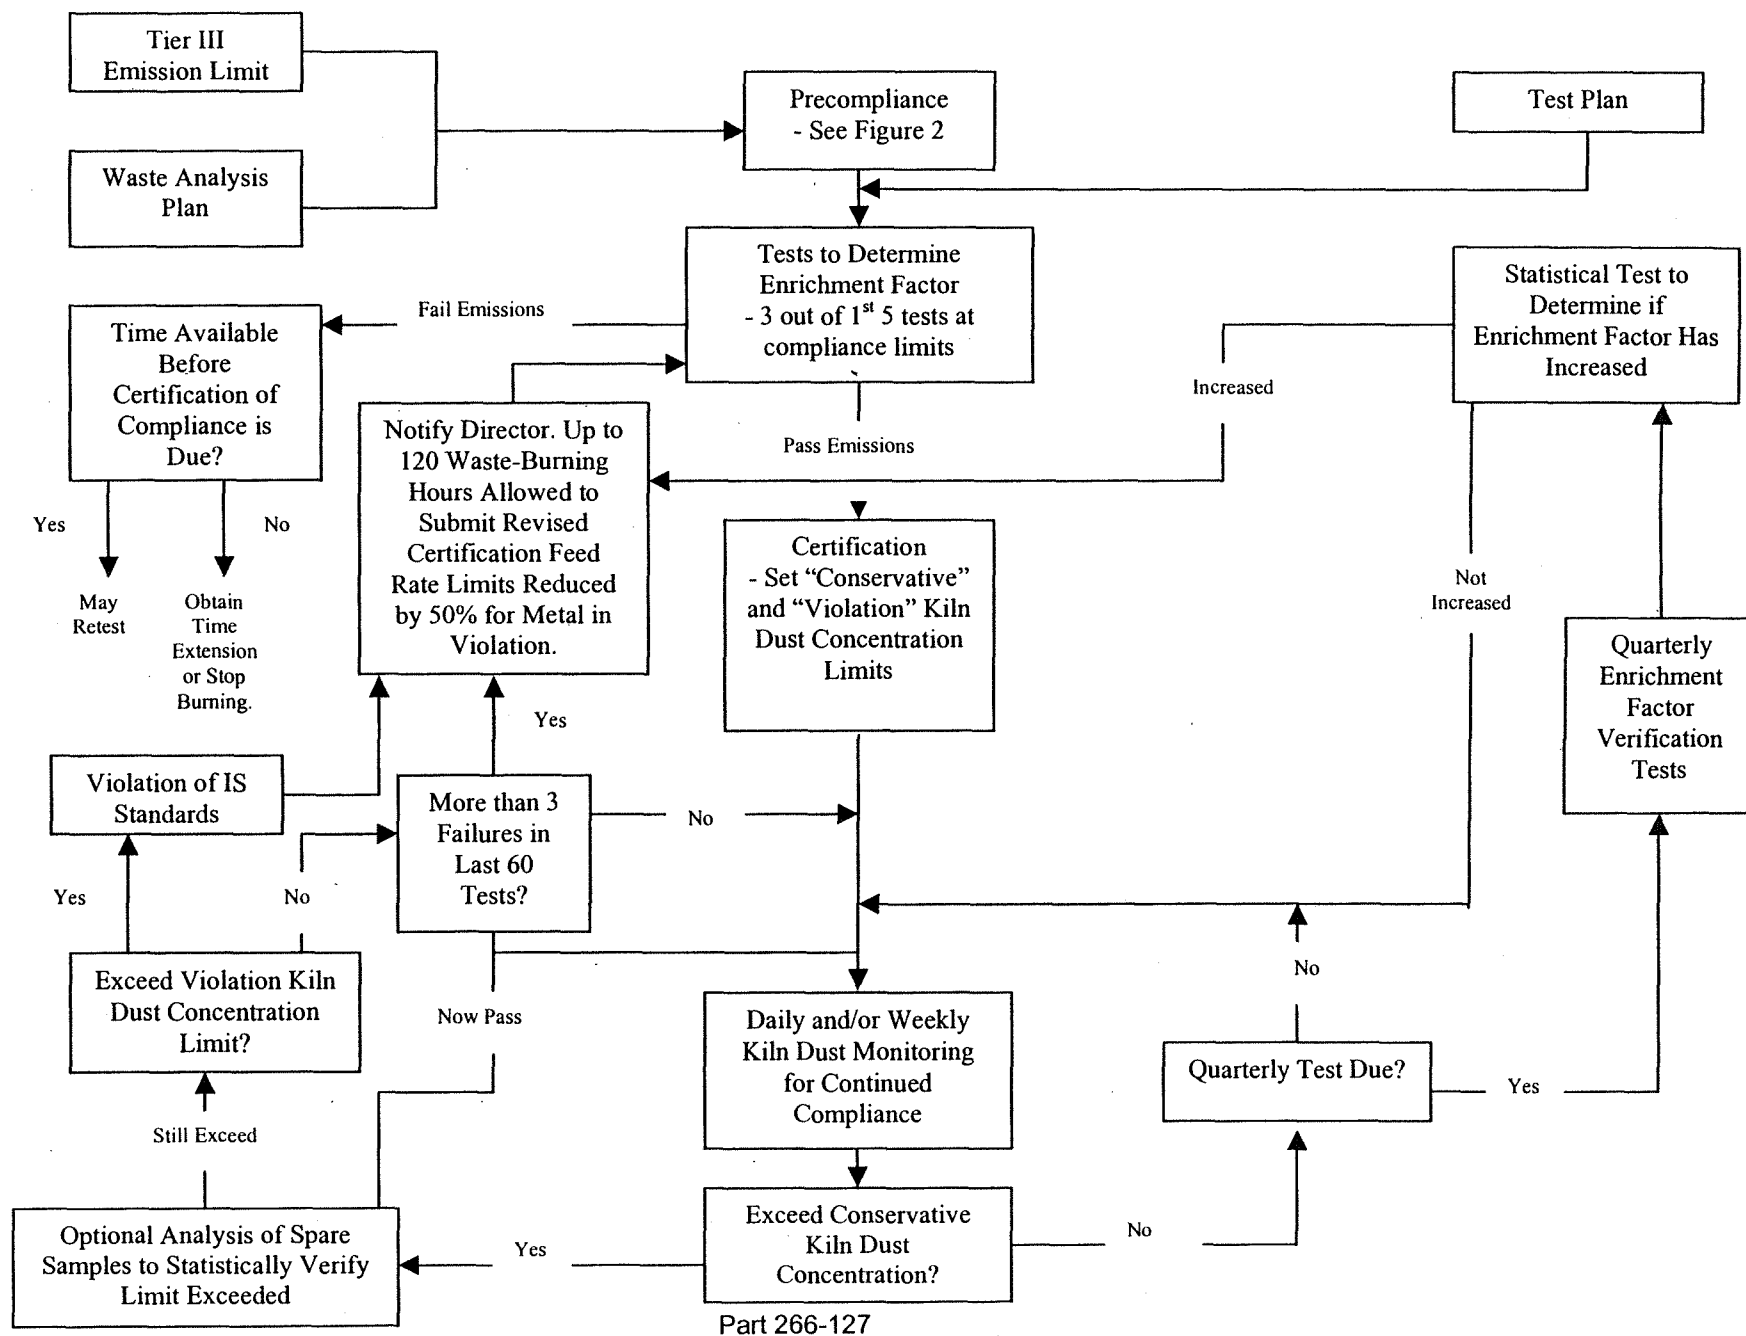 Tier III
Emission Limit
Waste Analysis
Plan
Precompliance
- See Figure 2
Test Plan
Tests to Determine
Enrichment Factor
- 3 out of 1st 5 tests at
compliance limits
Statistical Test to
Determine if
Enrichment Factor Has
Increased
Fail Emissions
Time Available
Before
Certification of
Compliance is
Due?
Increased
Pass Emissions
Notify Director. Up to
120 Waste-Burning
Hours Allowed to
Submit Revised
Certification Feed
Rate Limits Reduced
by 50% for Metal in
Violation.
Yes
No
May
Retest
Obtain
Time
Extension
or Stop
Burning.
Certification
- Set “Conservative”
and “Violation” Kiln
Dust Concentration
Limits
Not
Increased
Quarterly
Enrichment
Factor
Verification
Tests
Yes
Violation of IS
Standards
More than 3
Failures in
Last 60
Tests?
No
Yes
No
Exceed Violation Kiln
Dust Concentration
Limit?
Now Pass
Daily and/or Weekly
Kiln Dust Monitoring
for Continued
Compliance
No
Quarterly Test Due?
Yes
Still Exceed
Optional Analysis of Spare
Samples to Statistically Verify
Limit Exceeded
Yes
Exceed Conservative
Kiln Dust
Concentration?
No
Part 266-127